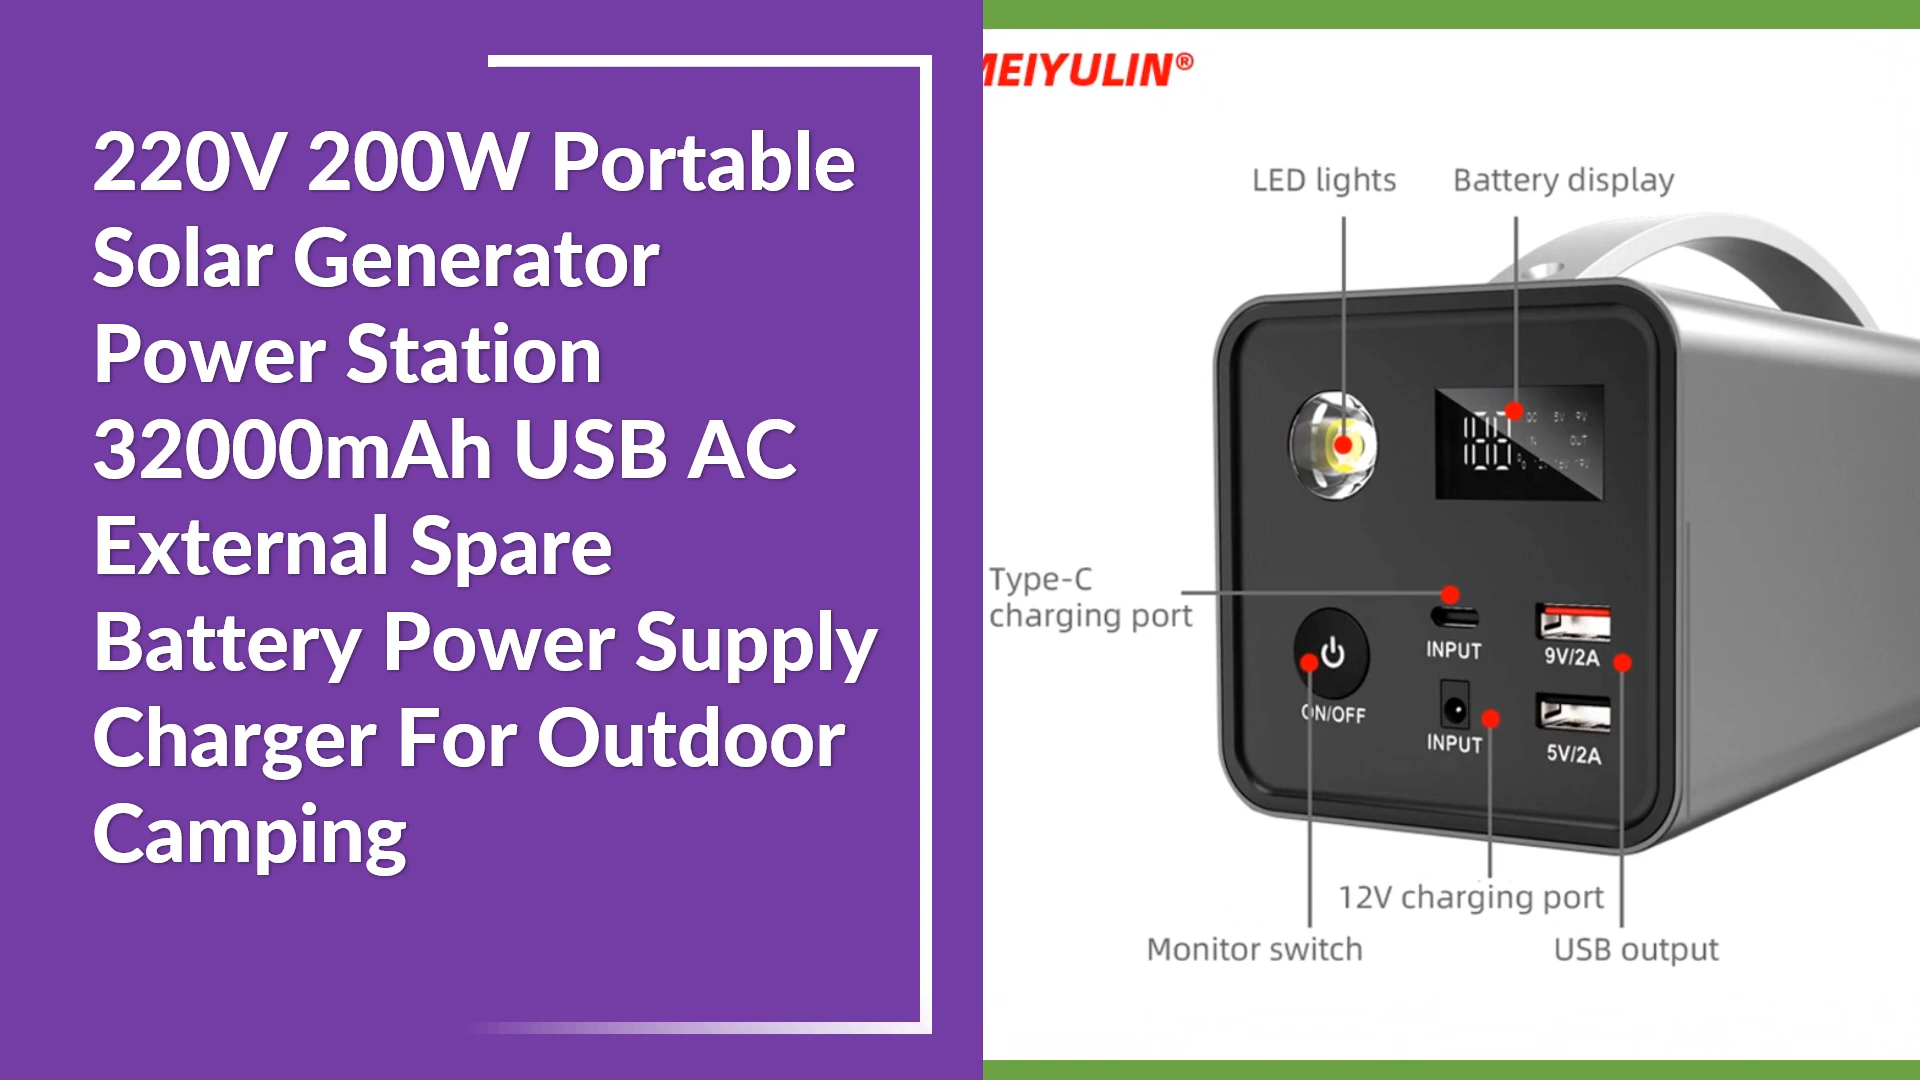 220V 200W Portable
Solar Generator
Power Station
32000mAh USB AC
External Spare
Battery Power Supply
Charger For Outdoor
Camping
MEIYULIN®
LED lights
Battery display
Type-C
charging port
INPUT
9V/2A
ON/OFF
INPUT
5V/2A
12V charging port
Monitor switch
USB output